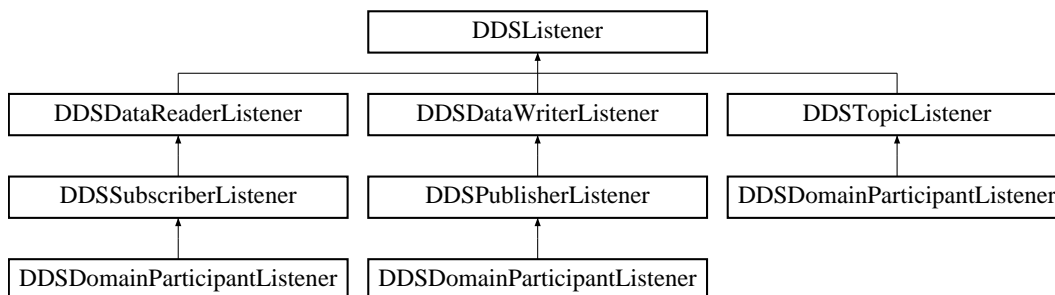 DDSListener
DDSDataReaderListener
DDSDataWriterListener
DDSTopicListener
DDSSubscriberListener
DDSPublisherListener
DDSDomainParticipantListener
DDSDomainParticipantListener
DDSDomainParticipantListener